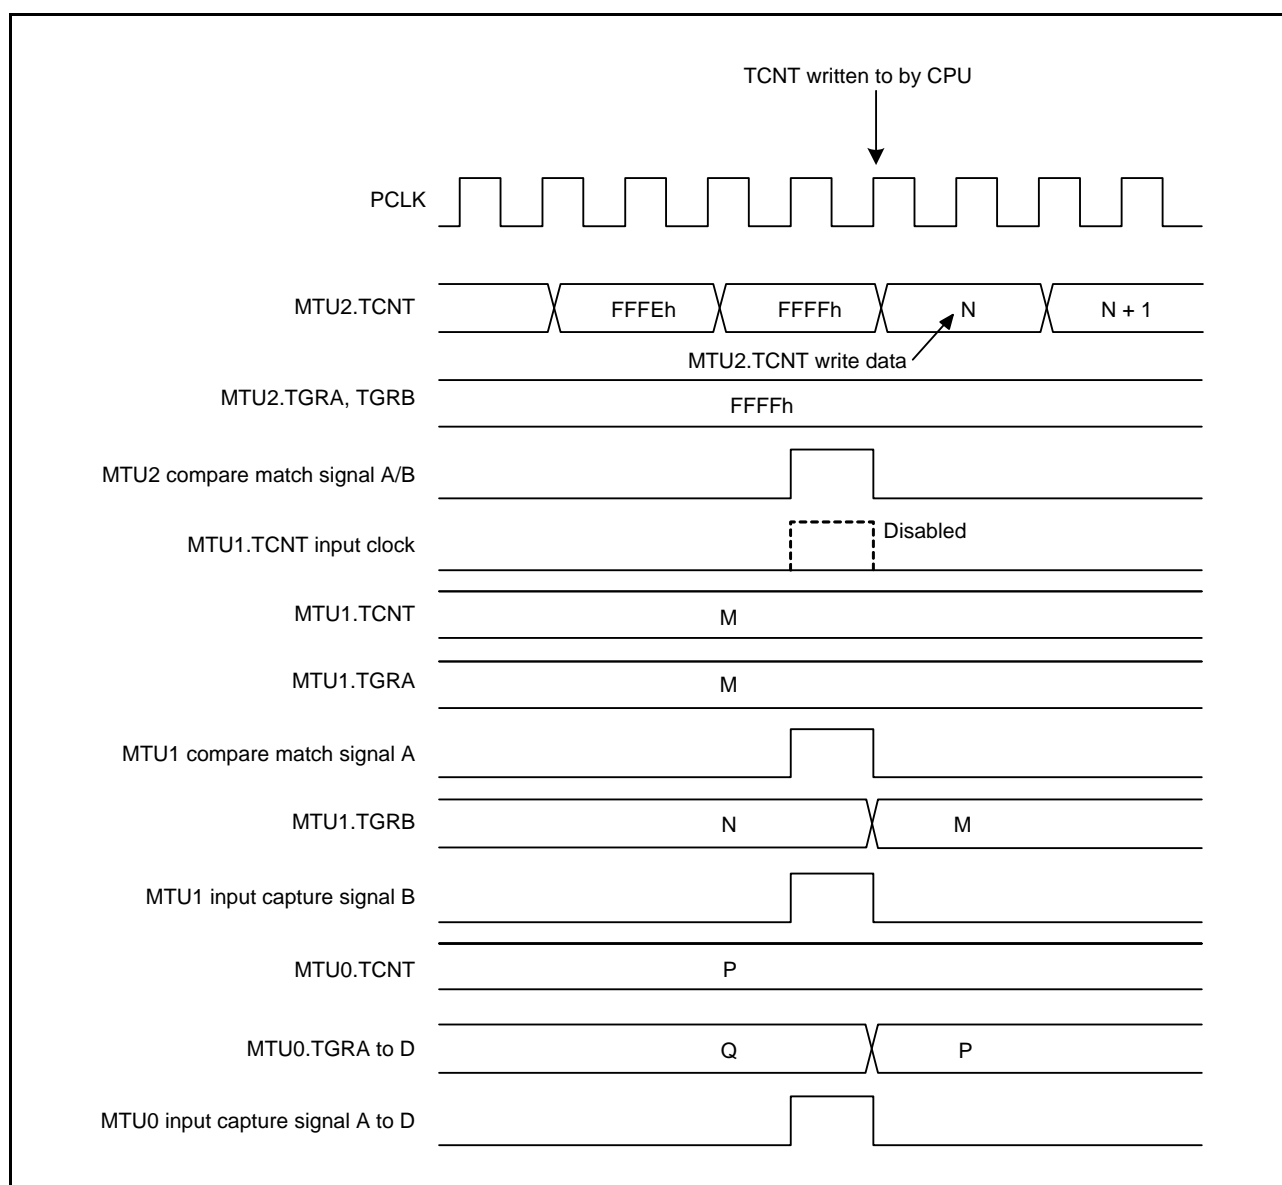 TCNT written to by CPU
PCLK
MTU2.TCNT FFFEh FFFFh N N + 1
MTU2.TCNT write data
MTU2.TGRA, TGRB FFFFh
MTU2 compare match signal A/B
MTU1.TCNT input clock Disabled
MTU1.TCNT M
MTU1.TGRA M
MTU1 compare match signal A
MTU1.TGRB N M
MTU1 input capture signal B
MTU0.TCNT P
MTU0.TGRA to D Q P
MTU0 input capture signal A to D